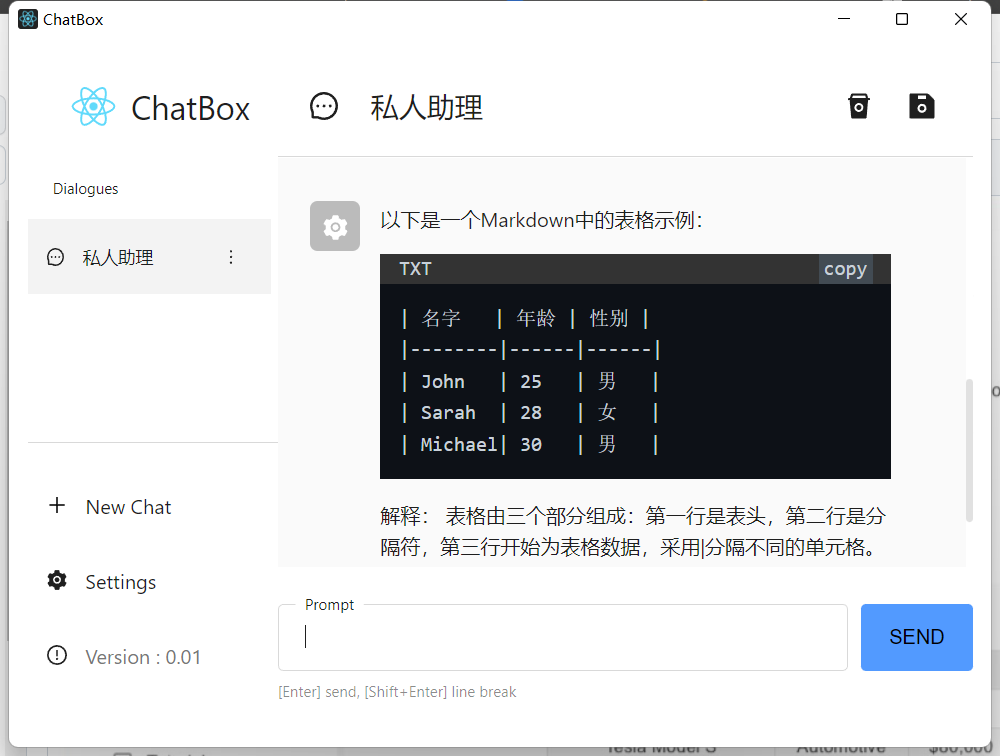 ChatBox
ChatBox
私人助理
Dialogues
私人助理
以下是一个Markdown中的表格示例：
TXT copy
| 名字 | 年龄 | 性别 |
|--------|------|------|
| John | 25 | 男 |
| Sarah | 28 | 女 |
| Michael| 30 | 男 |
解释： 表格由三个部分组成：第一行是表头，第二行是分
隔符，第三行开始为表格数据，采用|分隔不同的单元格。
New Chat
Settings
Version : 0.01
Prompt
SEND
[Enter] send, [Shift+Enter] line break
Tesla Model S Automotive $80,000